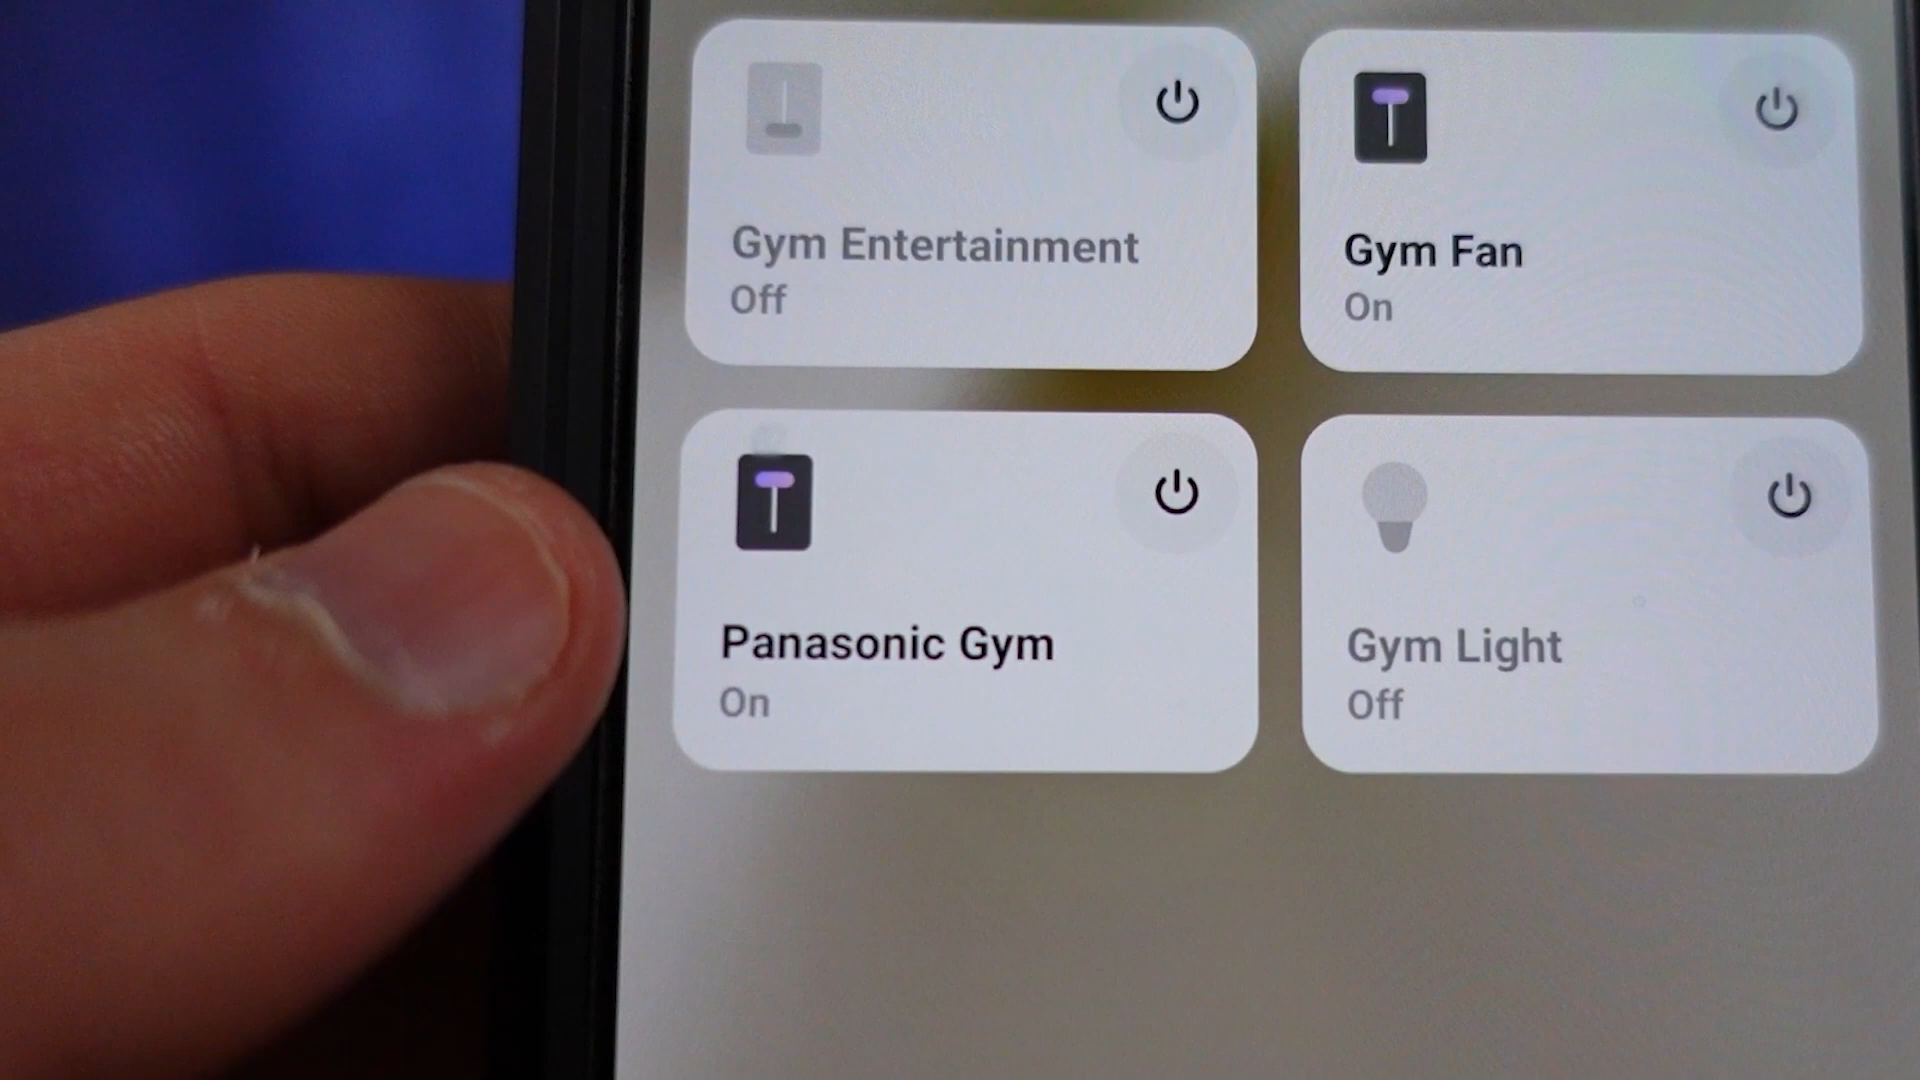 Gym Entertainment
Off
Gym Fan
On
Panasonic Gym
On
Gym Light
Off